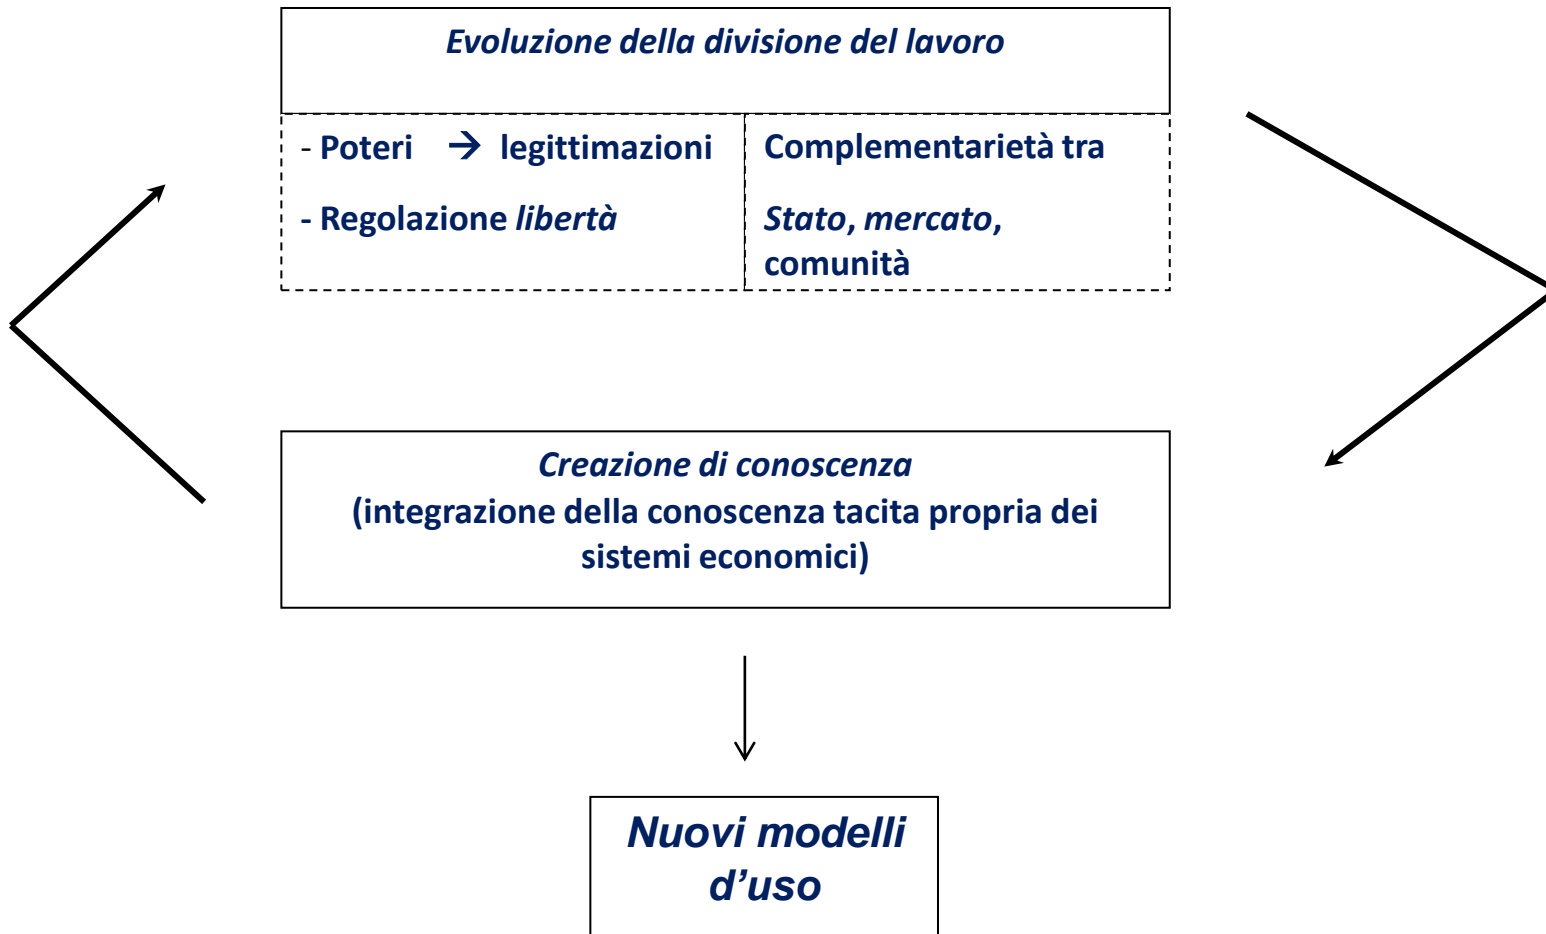 Evoluzione della divisione del lavoro
- Poteri → legittimazioni
- Regolazione libertà
Complementarietà tra
Stato, mercato,
comunità
Creazione di conoscenza
(integrazione della conoscenza tacita propria dei
sistemi economici)
Nuovi modelli
d’uso